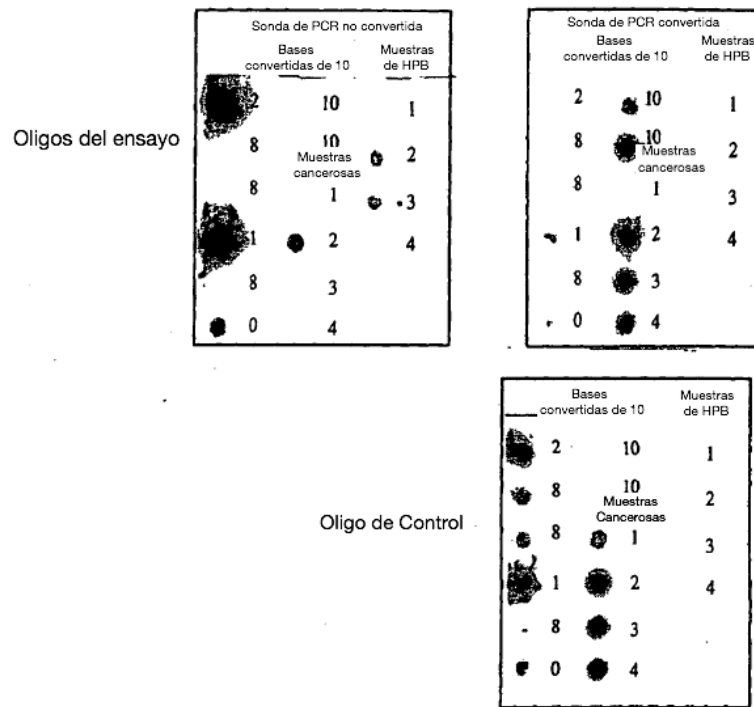 Sonda de PCR no convertida
Bases convertidas de 10
Muestras de HPB
2 10 1
8 10 2
Muestras cancerosas
8 1 3
1 2 4
8 3
0 4
Oligos del ensayo
Sonda de PCR convertida
Bases convertidas de 10
Muestras de HPB
2 10 1
8 10 2
Muestras cancerosas
8 1 3
1 2 4
8 3
0 4
Bases convertidas de 10
Muestras de HPB
2 10 1
8 10 2
Muestras Cancerosas
8 1 3
1 2 4
8 3
0 4
Oligo de Control